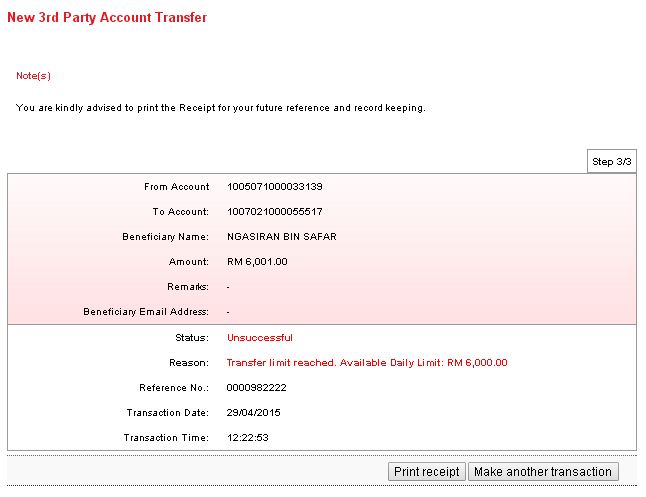 New 3rd Party Account Transfer
Note(s)
You are kindly advised to print the Receipt for your future reference and record keeping.
Step 3/3
From Account 1005071000033139
To Account: 1007021000055517
Beneficiary Name: NGASIRAN BIN SAFAR
Amount: RM 6,001.00
Remarks: -
Beneficiary Email Address: -
Status: Unsuccessful
Reason: Transfer limit reached. Available Daily Limit: RM 6,000.00
Reference No.: 0000982222
Transaction Date: 29/04/2015
Transaction Time: 12:22:53
Print receipt Make another transaction